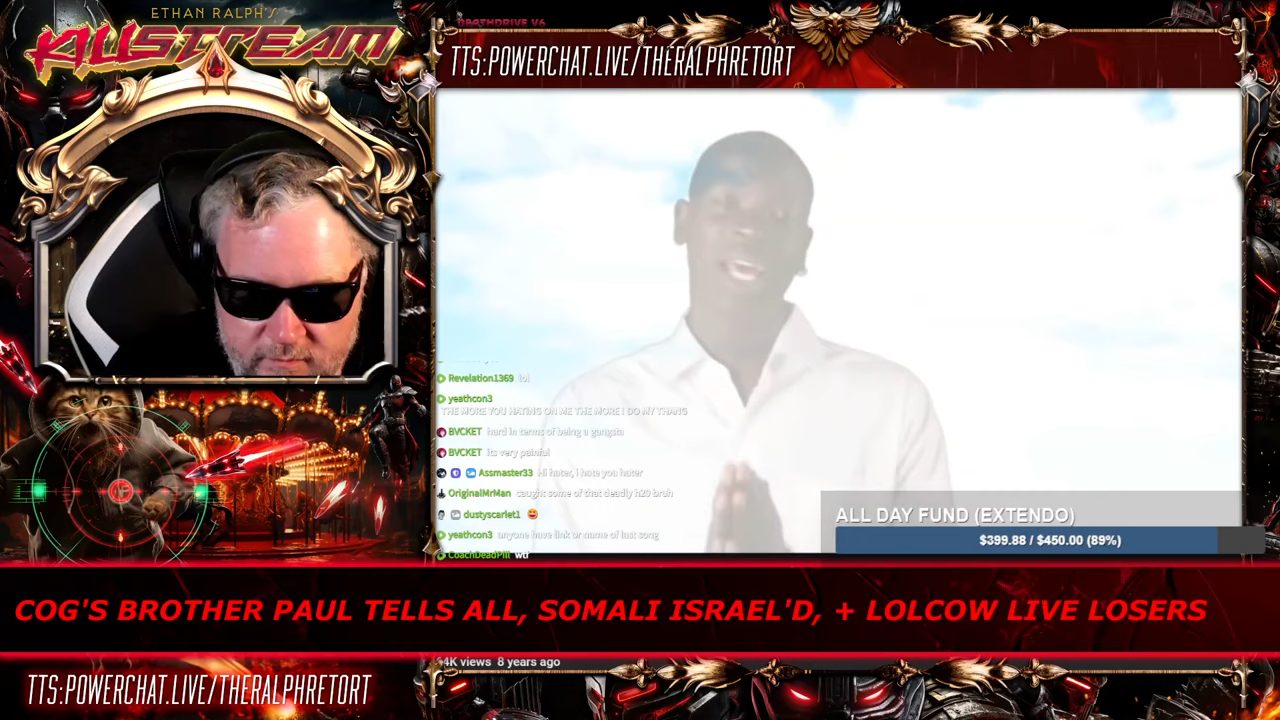 ETHAN RALPH'S
KILLSTREAM
DEATHDRIVE V6
TTS:POWERCHAT.LIVE/THERALPHRETORT
Revelation1369 lol
yeathcon3
THE MORE YOU HATING ON ME THE MORE I DO MY THANG
BVCKET hard in terms of being a gangsta
BVCKET its very painful
Assmaster33 Hi hater, i hate you hater
OriginalMrMan caught some of that deadly h20 bruh
dustyscarlet1
yeathcon3 anyone have link or name of last song
CoachDeadPill wtf
ALL DAY FUND (EXTENDO)
$399.88 / $450.00 (89%)
COG'S BROTHER PAUL TELLS ALL, SOMALI ISRAEL'D, + LOLCOW LIVE LOSERS
4K views 8 years ago
TTS:POWERCHAT.LIVE/THERALPHRETORT